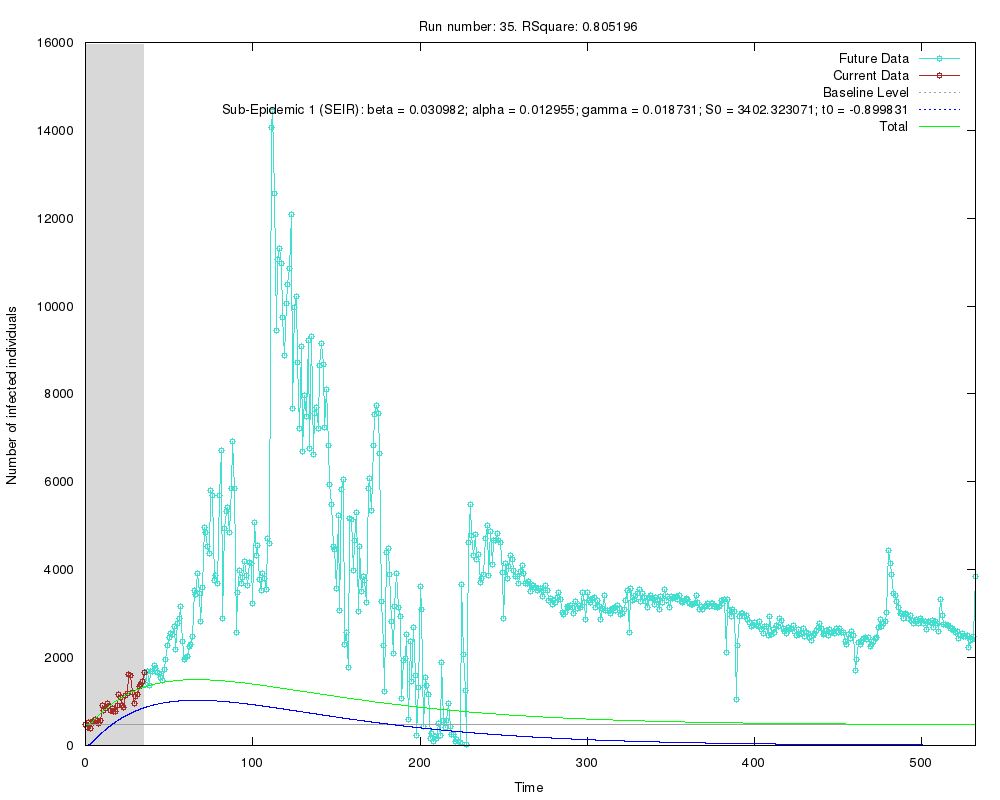 Run number: 35. RSquare: 0.805196
16000
14000
12000
10000
8000
6000
4000
2000
0
Number of infected individuals
Future Data
Current Data
Baseline Level
Sub-Epidemic 1 (SEIR): beta = 0.030982; alpha = 0.012955; gamma = 0.018731; S0 = 3402.323071; t0 = -0.899831
Total
0 100 200 300 400 500
Time